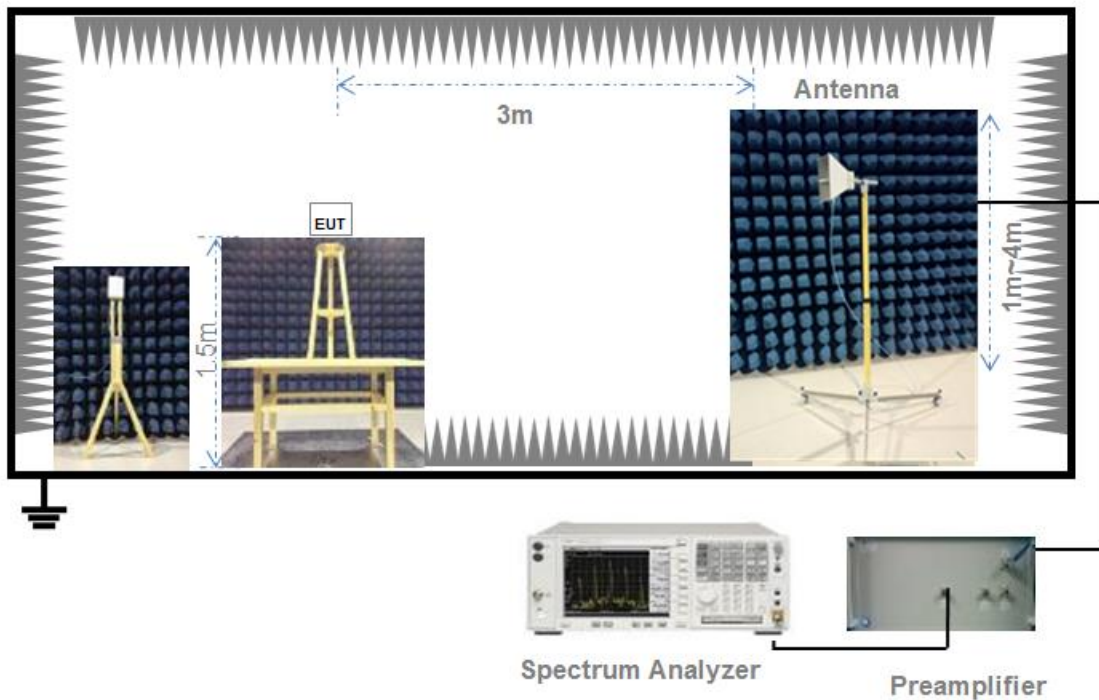 Antenna
3m
EUT
1.5m
1m~4m
Spectrum Analyzer
Preamplifier